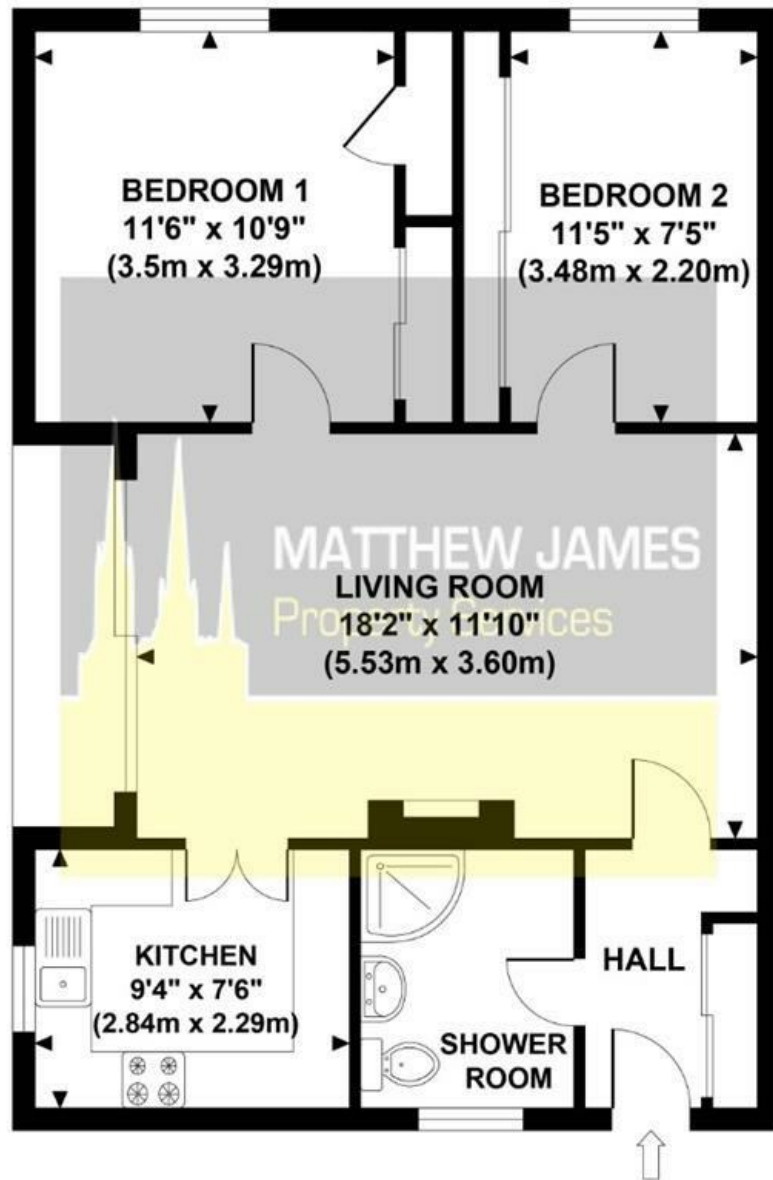 BEDROOM 1
11'6" x 10'9"
(3.5m x 3.29m)
BEDROOM 2
11'5" x 7'5"
(3.48m x 2.20m)
MATTHEW JAMES
Property Services
LIVING ROOM
18'2" x 11'10"
(5.53m x 3.60m)
KITCHEN
9'4" x 7'6"
(2.84m x 2.29m)
SHOWER
ROOM
HALL